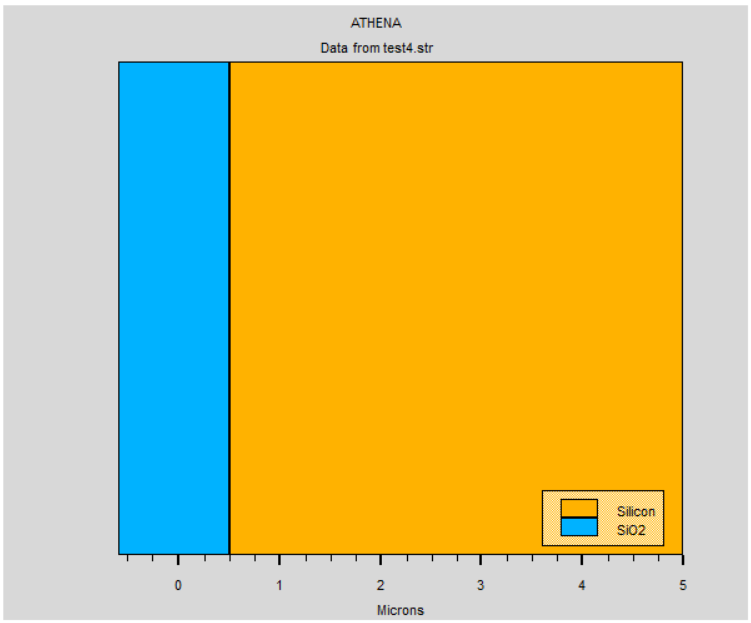 ATHENA
Data from test4.str
Silicon
SiO2
0 1 2 3 4 5
Microns